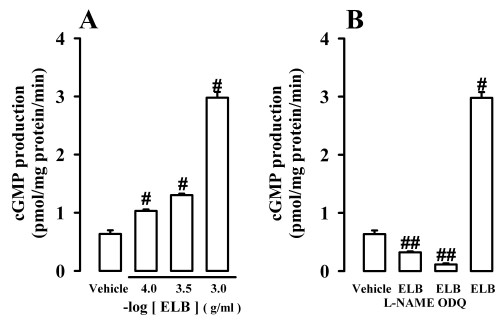 A
cGMP production
(pmol/mg protein/min)
4
3
2
1
0
#
#
#
Vehicle 4.0 3.5 3.0
-log [ ELB ] ( g/ml )
B
cGMP production
(pmol/mg protein/min)
4
3
2
1
0
##
##
#
Vehicle ELB ELB ELB
L-NAME ODQ